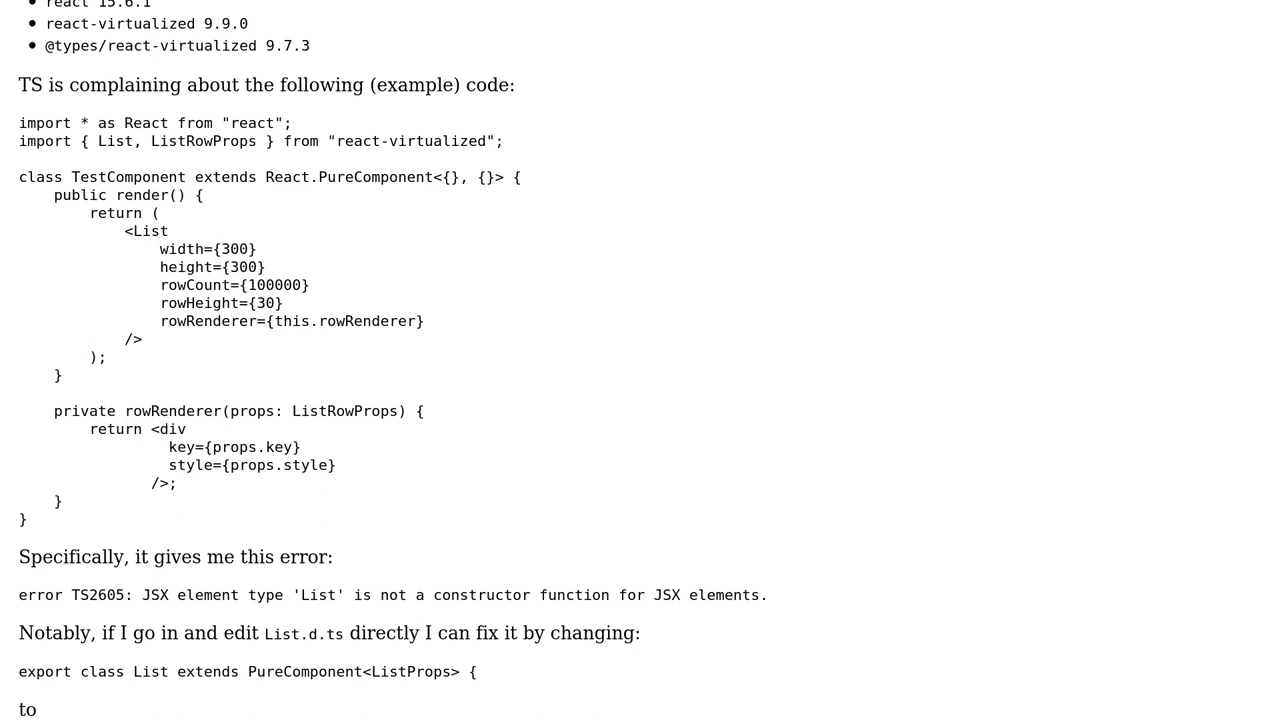 react 15.6.1
react-virtualized 9.9.0
@types/react-virtualized 9.7.3
TS is complaining about the following (example) code:
import * as React from "react";
import { List, ListRowProps } from "react-virtualized";
class TestComponent extends React.PureComponent<{}, {}> {
public render() {
return (
<List
width={300}
height={300}
rowCount={100000}
rowHeight={30}
rowRenderer={this.rowRenderer}
/>
);
}
private rowRenderer(props: ListRowProps) {
return <div
key={props.key}
style={props.style}
/>;
}
}
Specifically, it gives me this error:
error TS2605: JSX element type 'List' is not a constructor function for JSX elements.
Notably, if I go in and edit List.d.ts directly I can fix it by changing:
export class List extends PureComponent<ListProps> {
to